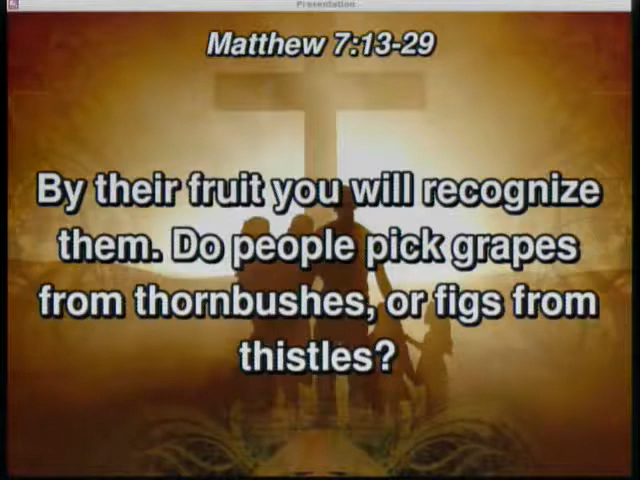 Presentation
Matthew 7:13-29
By their fruit you will recognize
them. Do people pick grapes
from thornbushes, or figs from
thistles?